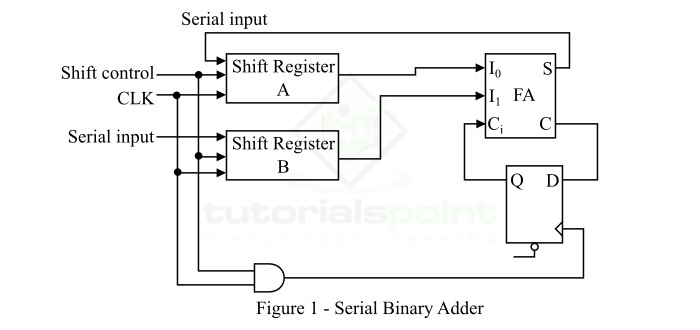 Serial input
Shift control
CLK
Serial input
Shift Register
A
Shift Register
B
I0
I1 FA
Ci
S
C
Q D
tutorialspoint
SIMPLY EASY LEARNING
Figure 1 - Serial Binary Adder